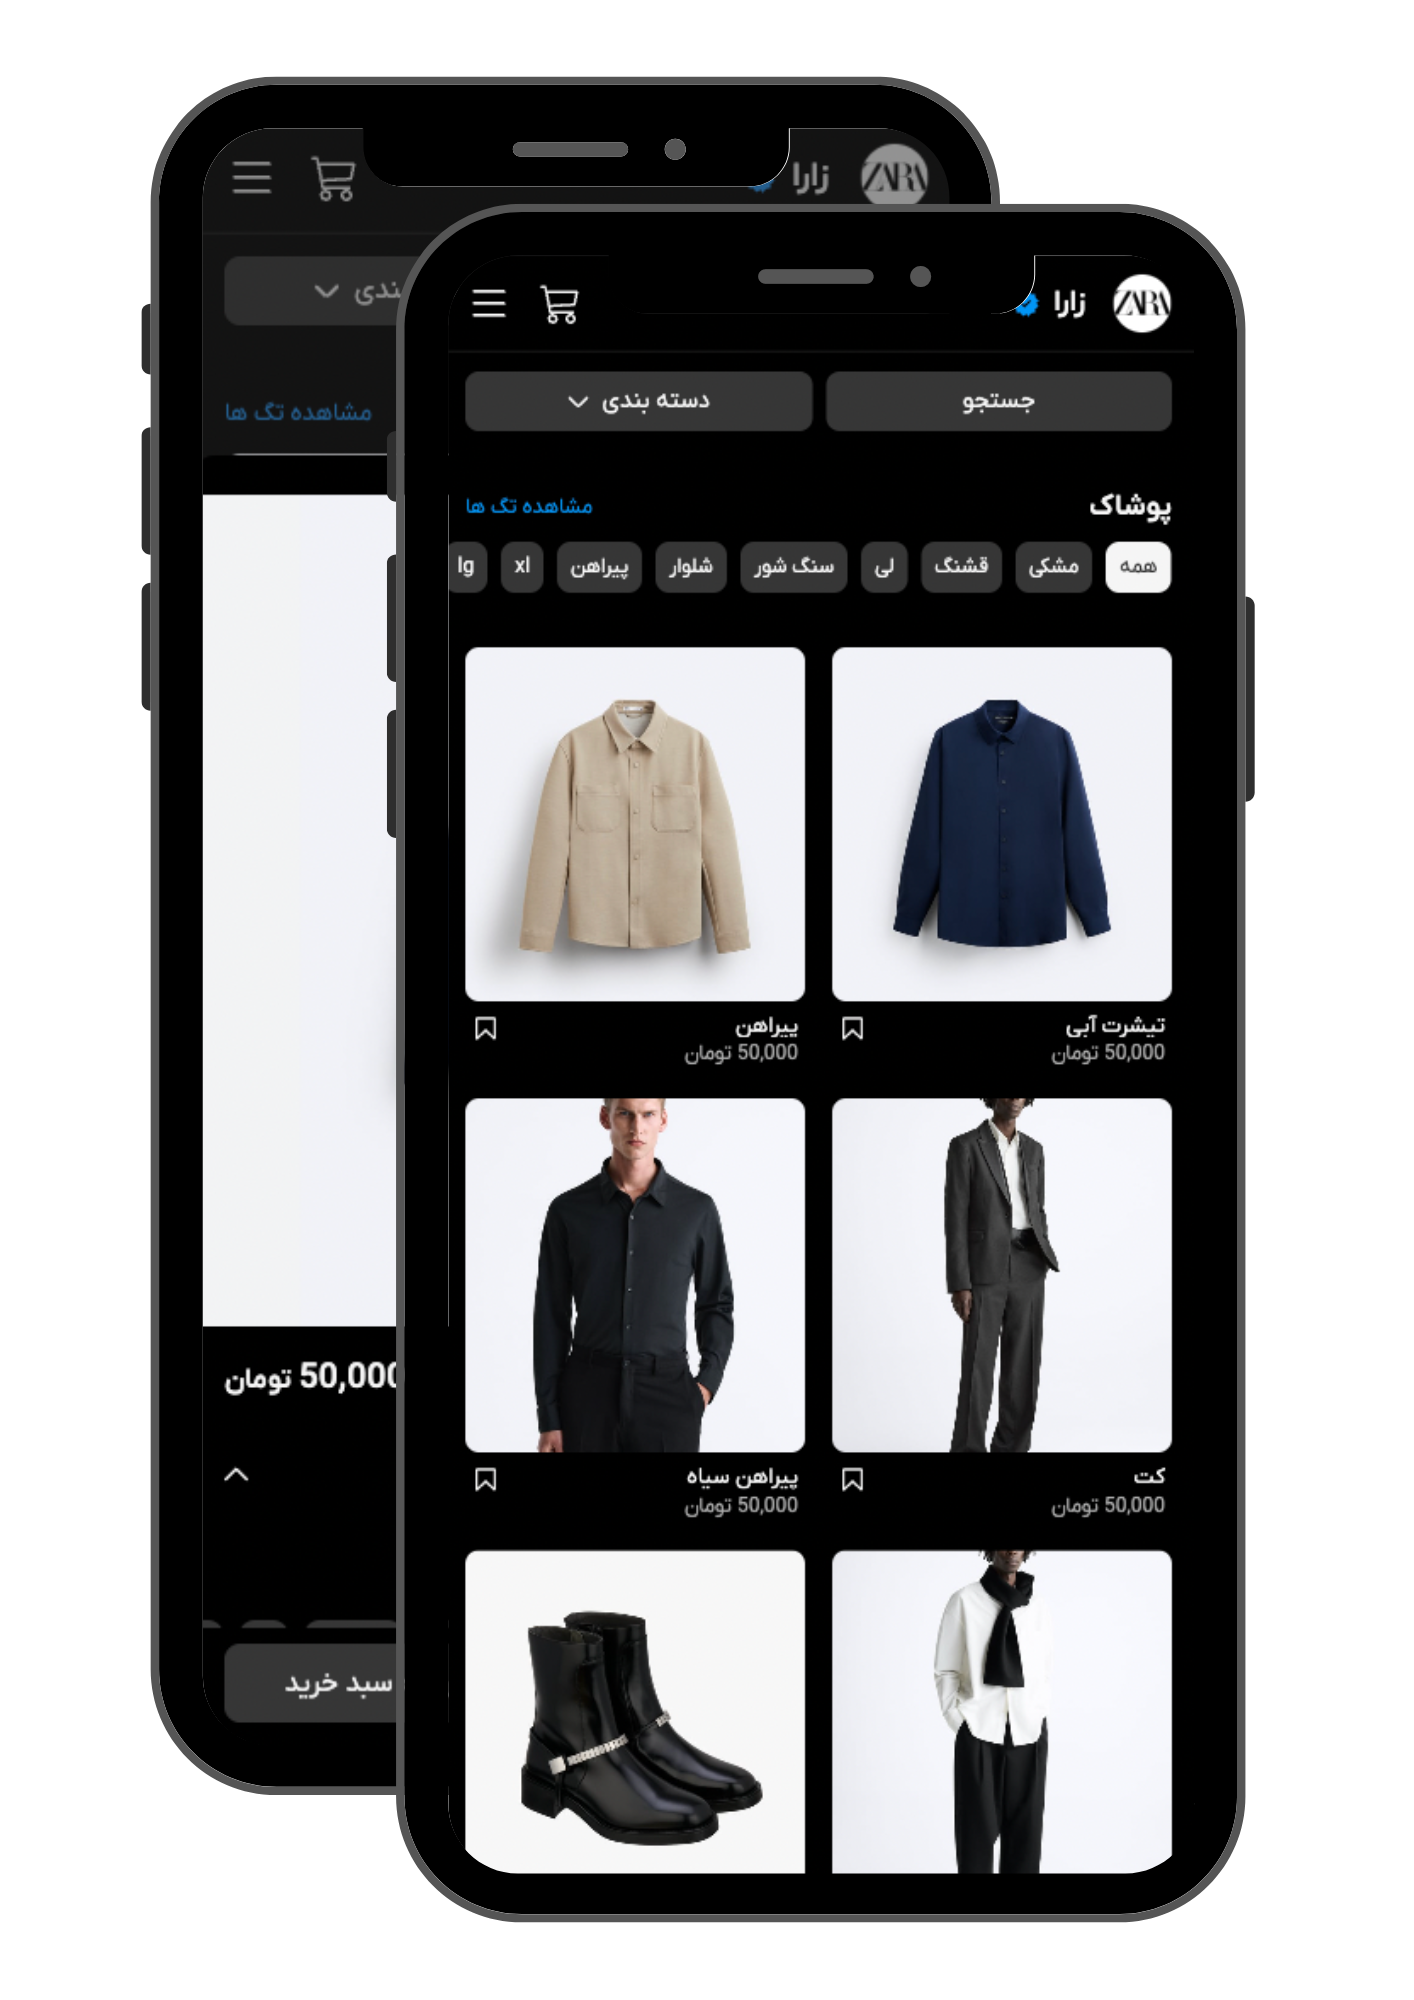 زارا ZARA
مشاهده تگ ها
50,000 تومان
سبد خرید
ZARA زارا
جستجو دسته بندی
پوشاک مشاهده تگ ها
همه مشکی قشنگ لی سنگ شور شلوار پیراهن xl lg
تیشرت آبی
50,000 تومان
پیراهن
50,000 تومان
کت
50,000 تومان
پیراهن سیاه
50,000 تومان